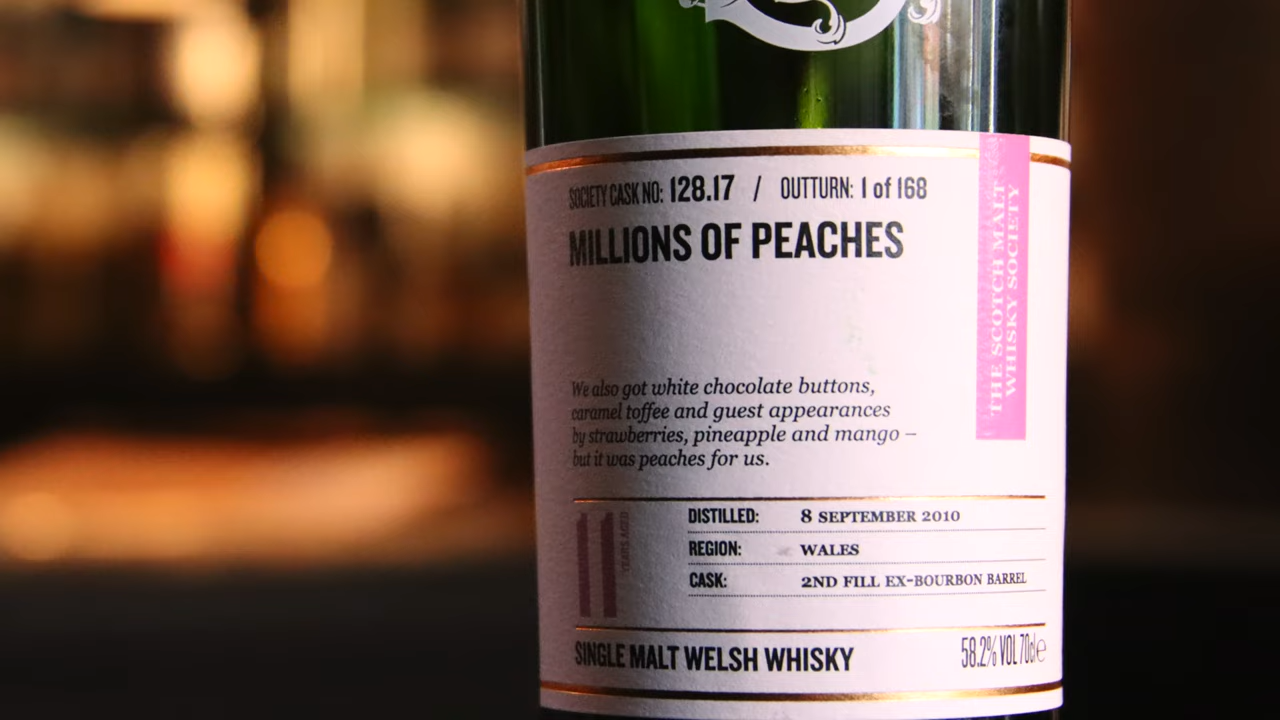 SOCIETY CASK NO: 128.17 / OUTTURN: 1 of 168
MILLIONS OF PEACHES
THE SCOTCH MALT
WHISKY SOCIETY
We also got white chocolate buttons,
caramel toffee and guest appearances
by strawberries, pineapple and mango –
but it was peaches for us.
11 YEARS AGED
DISTILLED: 8 SEPTEMBER 2010
REGION: WALES
CASK: 2ND FILL EX-BOURBON BARREL
SINGLE MALT WELSH WHISKY 58.2% VOL 70cl ℮